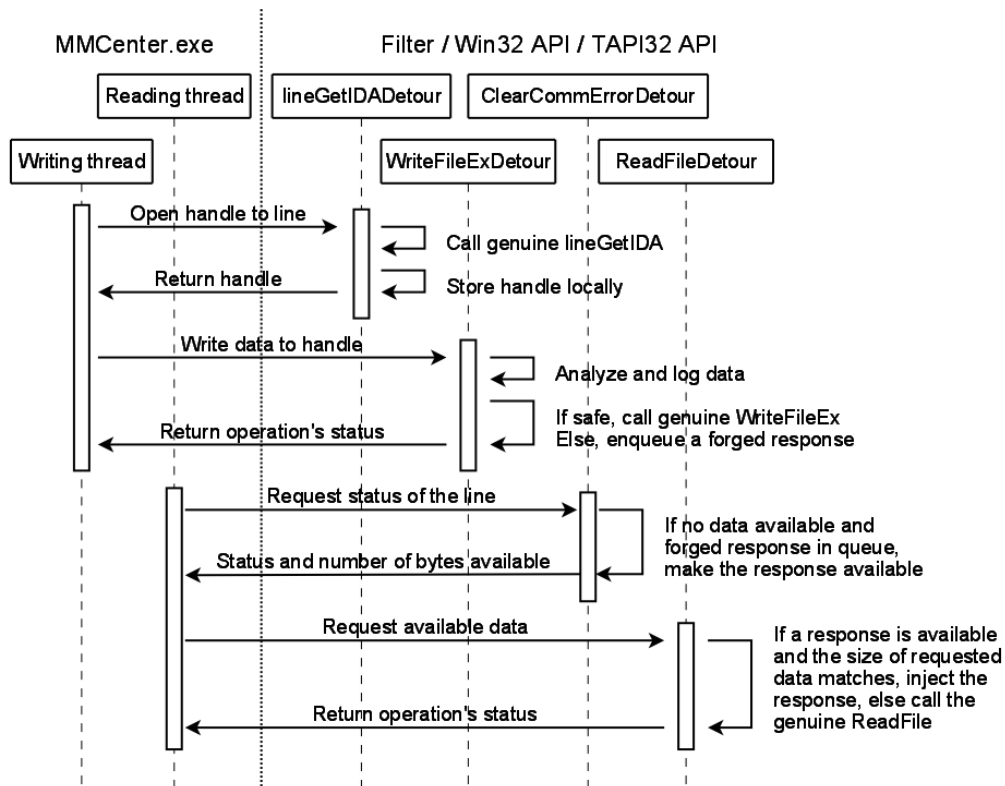 MMCenter.exe
Filter / Win32 API / TAPI32 API
Reading thread
lineGetIDADetour
ClearCommErrorDetour
Writing thread
WriteFileExDetour
ReadFileDetour
Open handle to line
Call genuine lineGetIDA
Return handle
Store handle locally
Write data to handle
Analyze and log data
If safe, call genuine WriteFileEx
Else, enqueue a forged response
Return operation's status
Request status of the line
If no data available and
forged response in queue,
make the response available
Status and number of bytes available
Request available data
If a response is available
and the size of requested
data matches, inject the
response, else call the
genuine ReadFile
Return operation's status